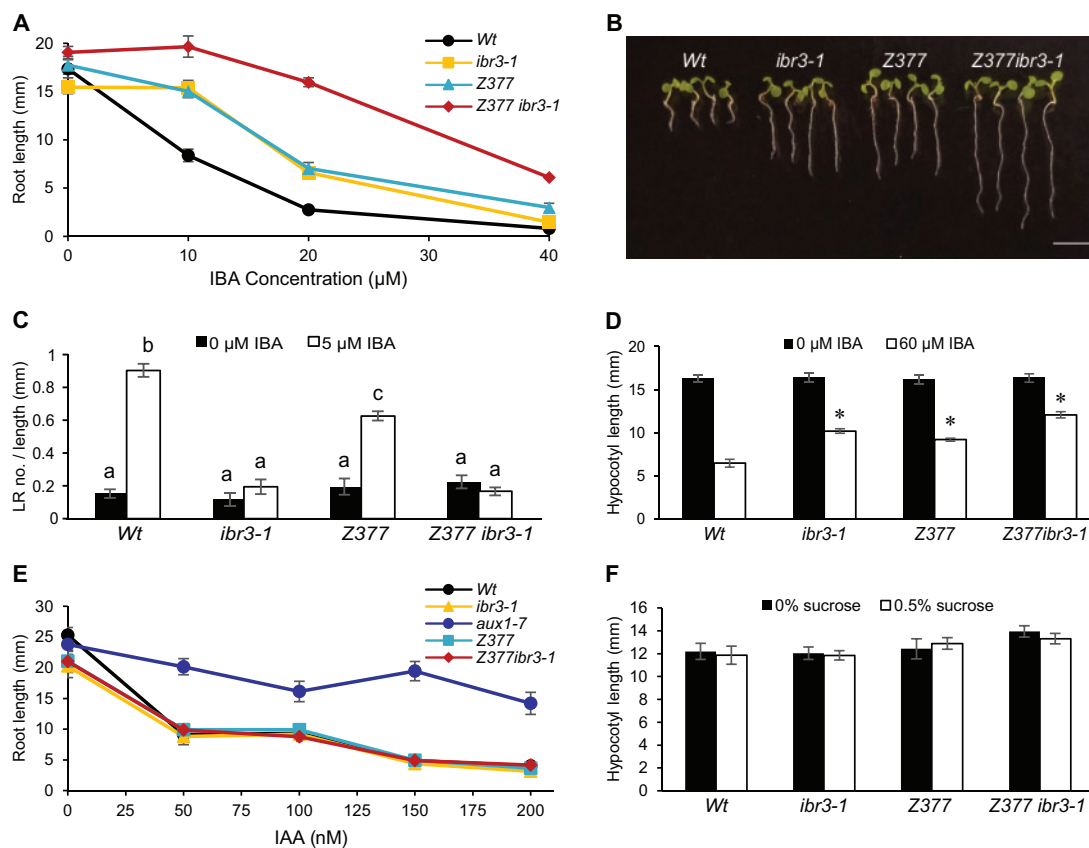 A
Root length (mm)
20
15
10
5
0
0
10
20
30
40
IBA Concentration (µM)
Wt
ibr3-1
Z377
Z377 ibr3-1
B
Wt
ibr3-1
Z377
Z377ibr3-1
C
0 µM IBA
5 µM IBA
LR no. / length (mm)
1
0.8
0.6
0.4
0.2
0
a
b
a
a
a
c
a
a
Wt
ibr3-1
Z377
Z377 ibr3-1
D
0 µM IBA
60 µM IBA
Hypocotyl length (mm)
20
15
10
5
0
*
*
*
Wt
ibr3-1
Z377
Z377ibr3-1
E
Root length (mm)
30
25
20
15
10
5
0
0
25
50
75
100
125
150
175
200
IAA (nM)
Wt
ibr3-1
aux1-7
Z377
Z377ibr3-1
F
0% sucrose
0.5% sucrose
Hypocotyl length (mm)
16
14
12
10
8
6
4
2
0
Wt
ibr3-1
Z377
Z377 ibr3-1